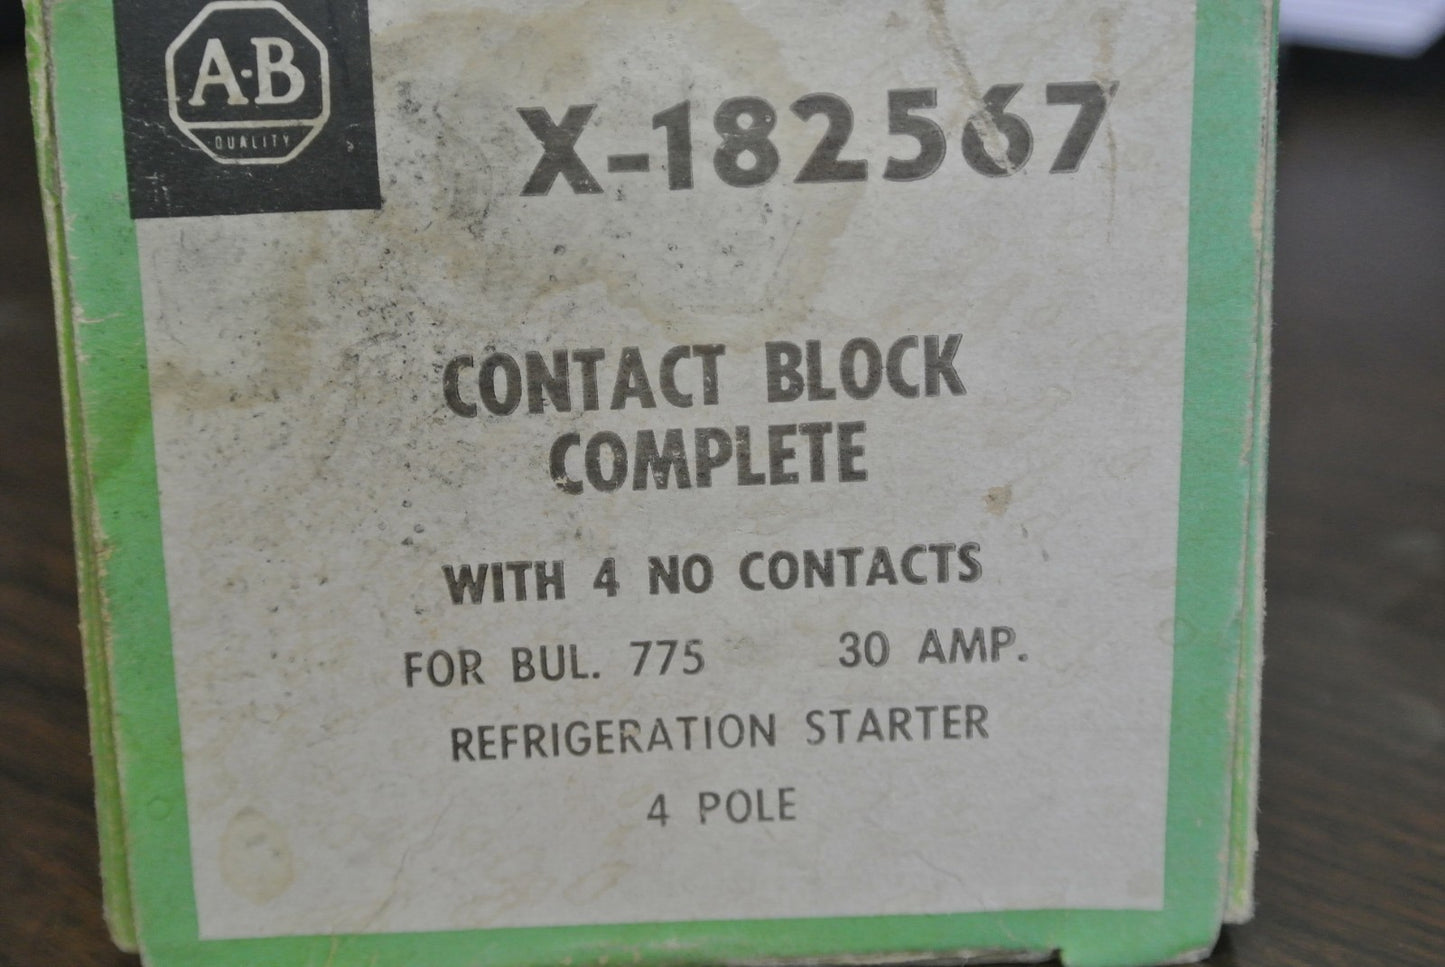 A-B
QUALITY
X-182567
CONTACT BLOCK
COMPLETE
WITH 4 NO CONTACTS
FOR BUL. 775 30 AMP.
REFRIGERATION STARTER
4 POLE